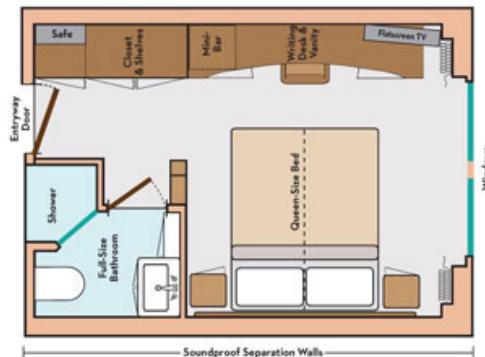 Safe
Closet
& Shelves
Mini-
Bar
Writing
Desk &
Vanity
Flatscreen TV
Entryway
Door
Shower
Full-Size
Bathroom
Queen-Size Bed
Soundproof Separation Walls